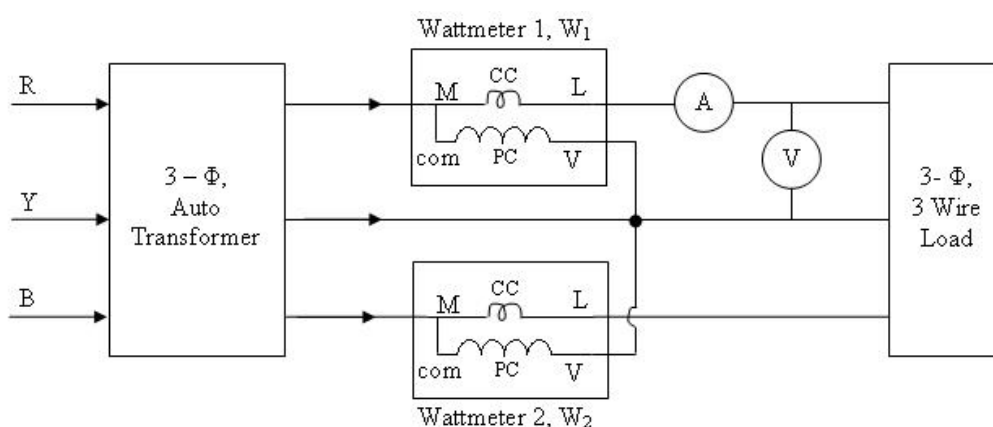 Wattmeter 1, W₁
R
M
CC
L
A
com
PC
V
V
3 – Φ,
Auto
Transformer
Y
3- Φ,
3 Wire
Load
B
M
CC
L
com
PC
V
Wattmeter 2, W₂